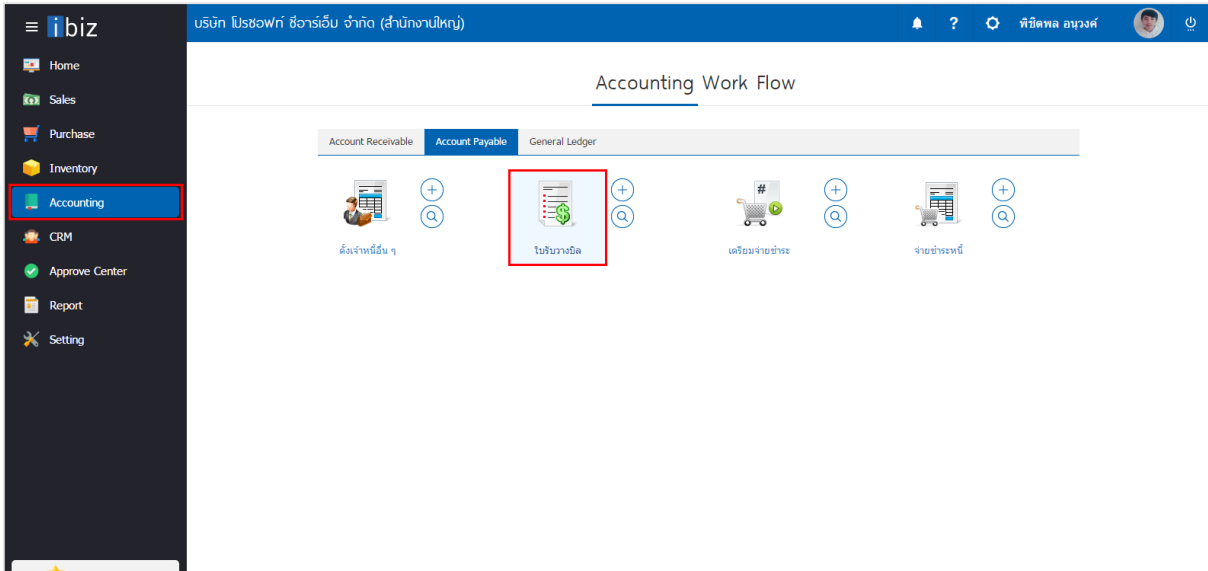 ≡ ibiz
บริษัท โปรซอฟท์ ซีอาร์เอ็ม จำกัด (สำนักงานใหญ่)
? พิชิตพล อนุวงค์
Home
Sales
Purchase
Inventory
Accounting
CRM
Approve Center
Report
Setting
Accounting Work Flow
Account Receivable Account Payable General Ledger
#
ตั้งเจ้าหนี้อื่น ๆ ใบรับวางบิล เตรียมจ่ายชำระ จ่ายชำระหนี้